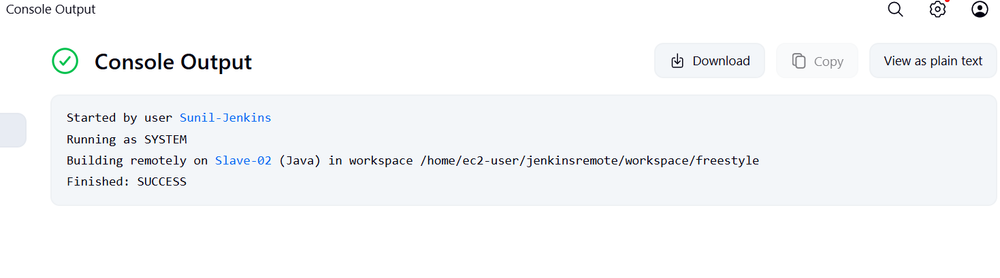 Console Output
Console Output
Download
Copy
View as plain text
Started by user Sunil-Jenkins
Running as SYSTEM
Building remotely on Slave-02 (Java) in workspace /home/ec2-user/jenkinsremote/workspace/freestyle
Finished: SUCCESS